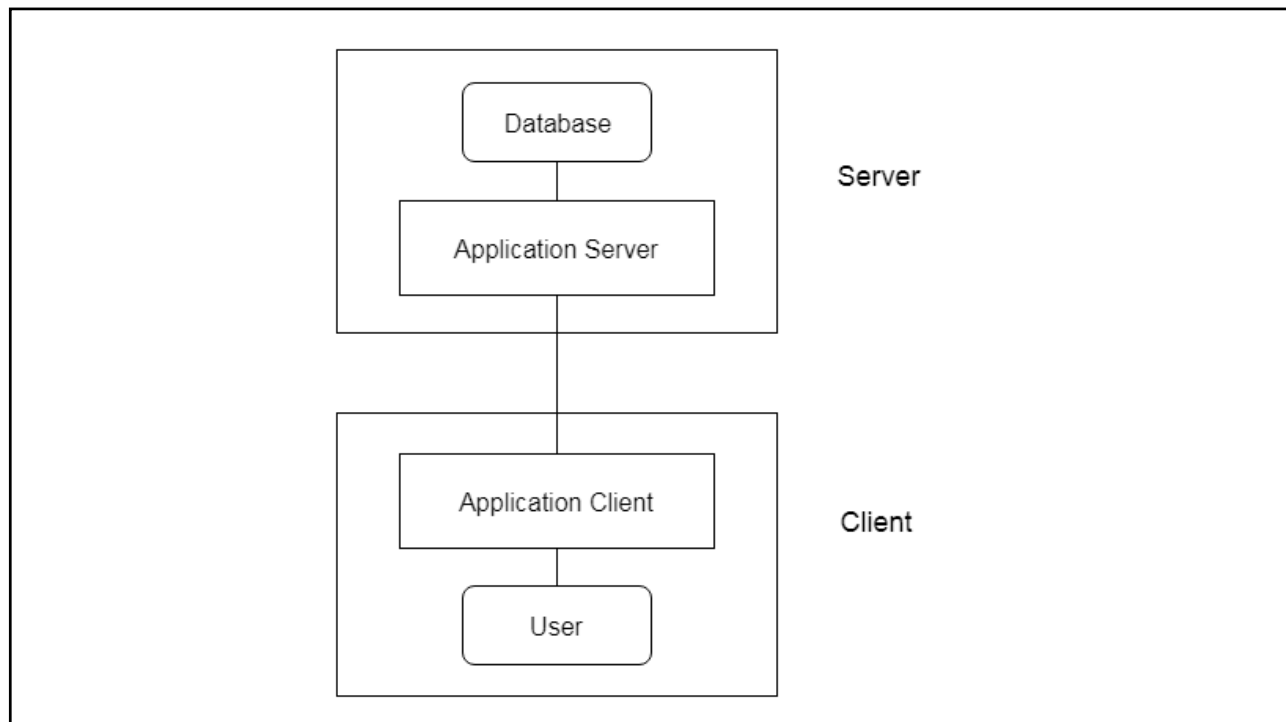 Database
Server
Application Server
Application Client
Client
User